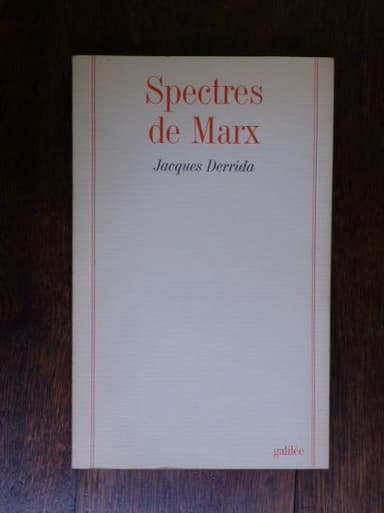 Spectres
de Marx
Jacques Derrida
galilée